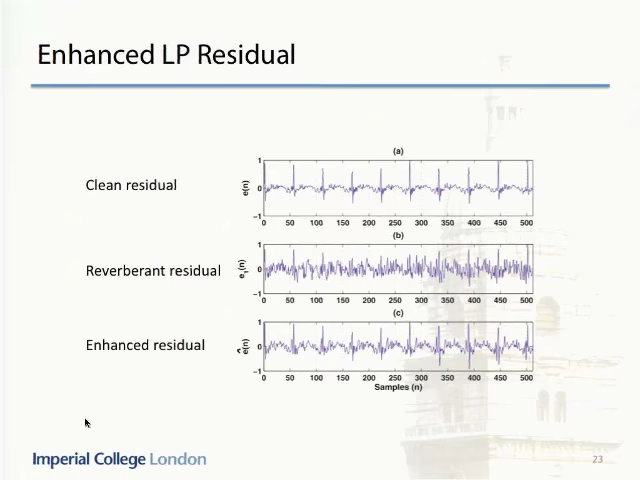 Enhanced LP Residual
(a)
Clean residual
e(n)
1
0
-1
0 50 100 150 200 250 300 350 400 450 500
(b)
Reverberant residual
e₁(n)
1
0
-1
0 50 100 150 200 250 300 350 400 450 500
(c)
Enhanced residual
ê(n)
1
0
-1
0 50 100 150 200 250 300 350 400 450 500
Samples (n)
Imperial College London
23